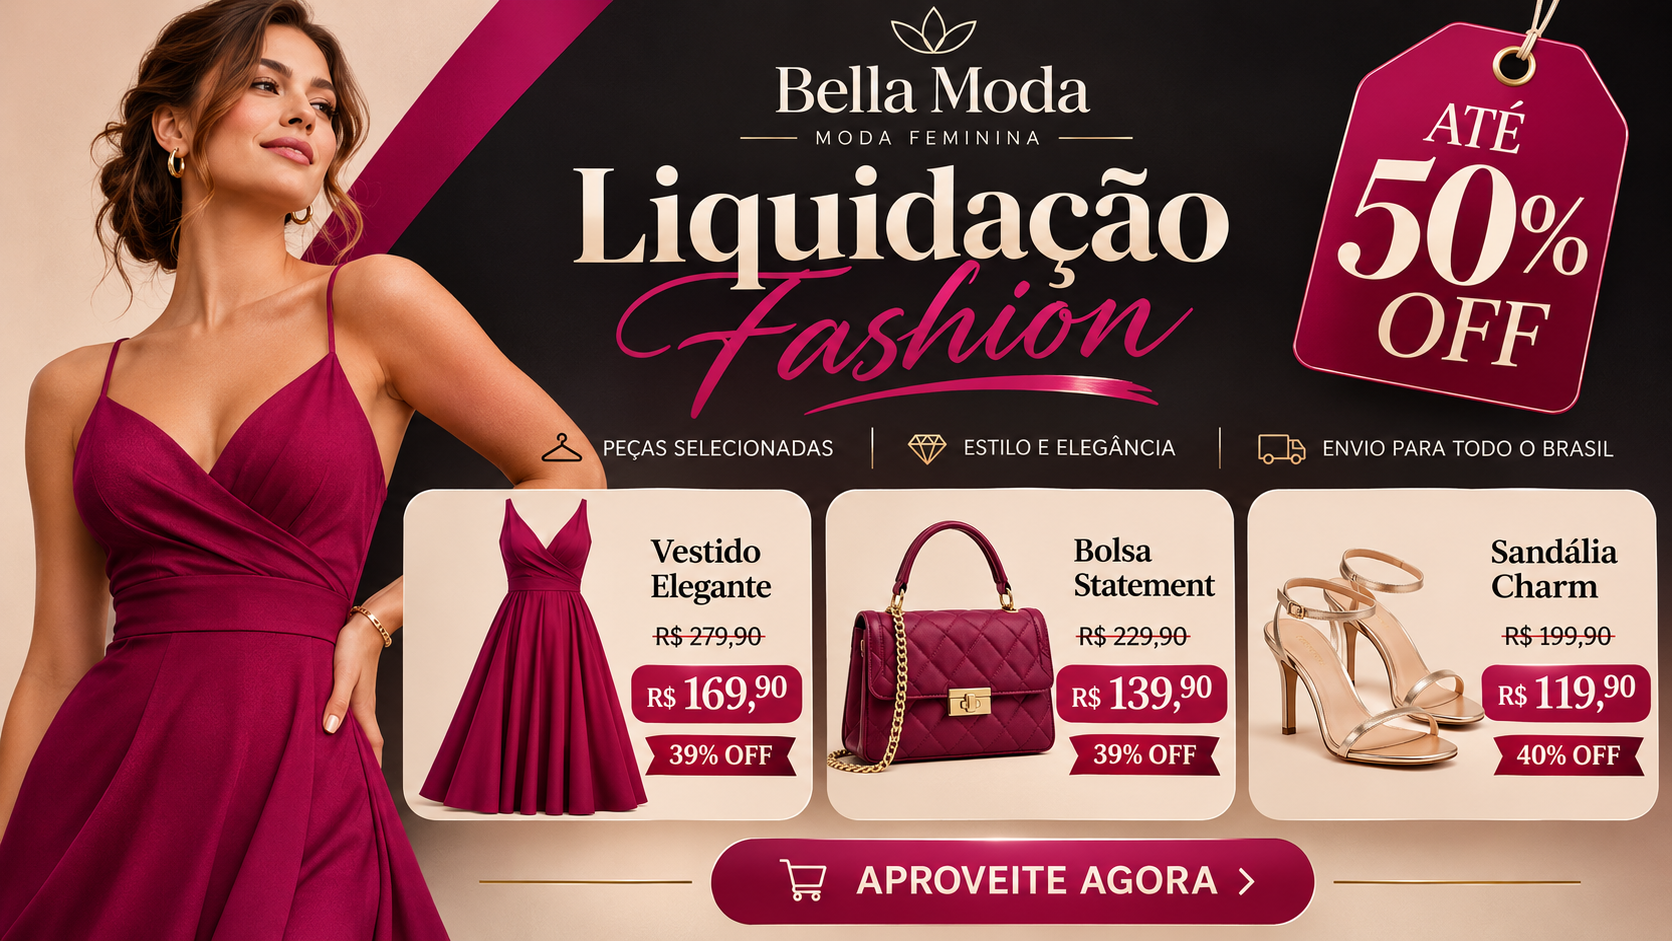 Bella Moda
MODA FEMININA
Liquidação
Fashion
ATÉ
50%
OFF
PEÇAS SELECIONADAS
ESTILO E ELEGÂNCIA
ENVIO PARA TODO O BRASIL
Vestido
Elegante
R$ 279,90
R$ 169,90
39% OFF
Bolsa
Statement
R$ 229,90
R$ 139,90
39% OFF
Sandália
Charm
R$ 199,90
R$ 119,90
40% OFF
APROVEITE AGORA